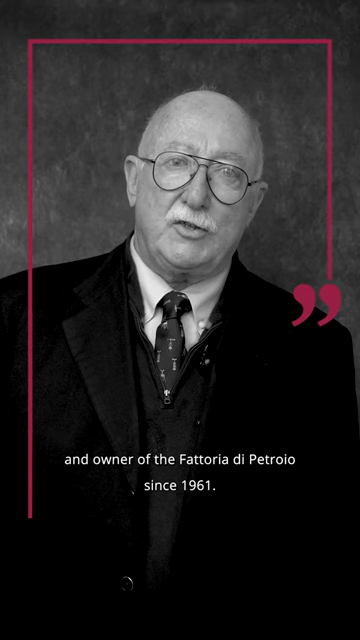 and owner of the Fattoria di Petroio
since 1961.